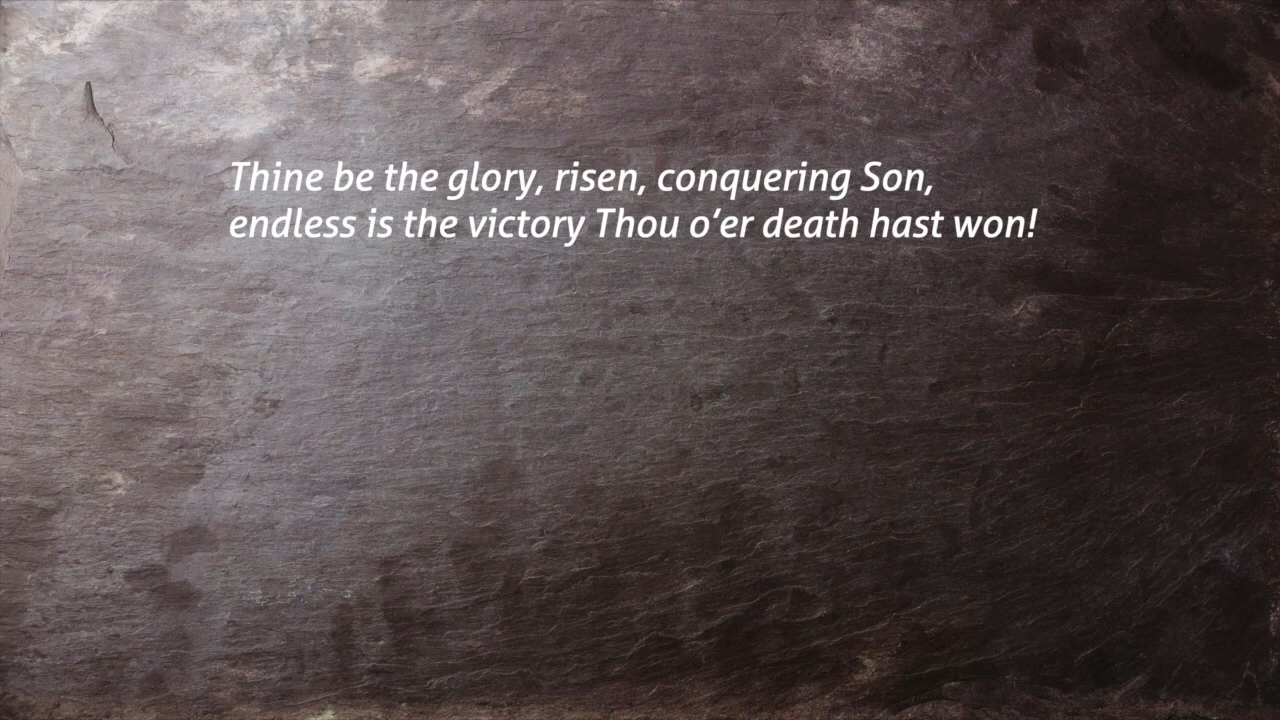 Thine be the glory, risen, conquering Son,
endless is the victory Thou o’er death hast won!